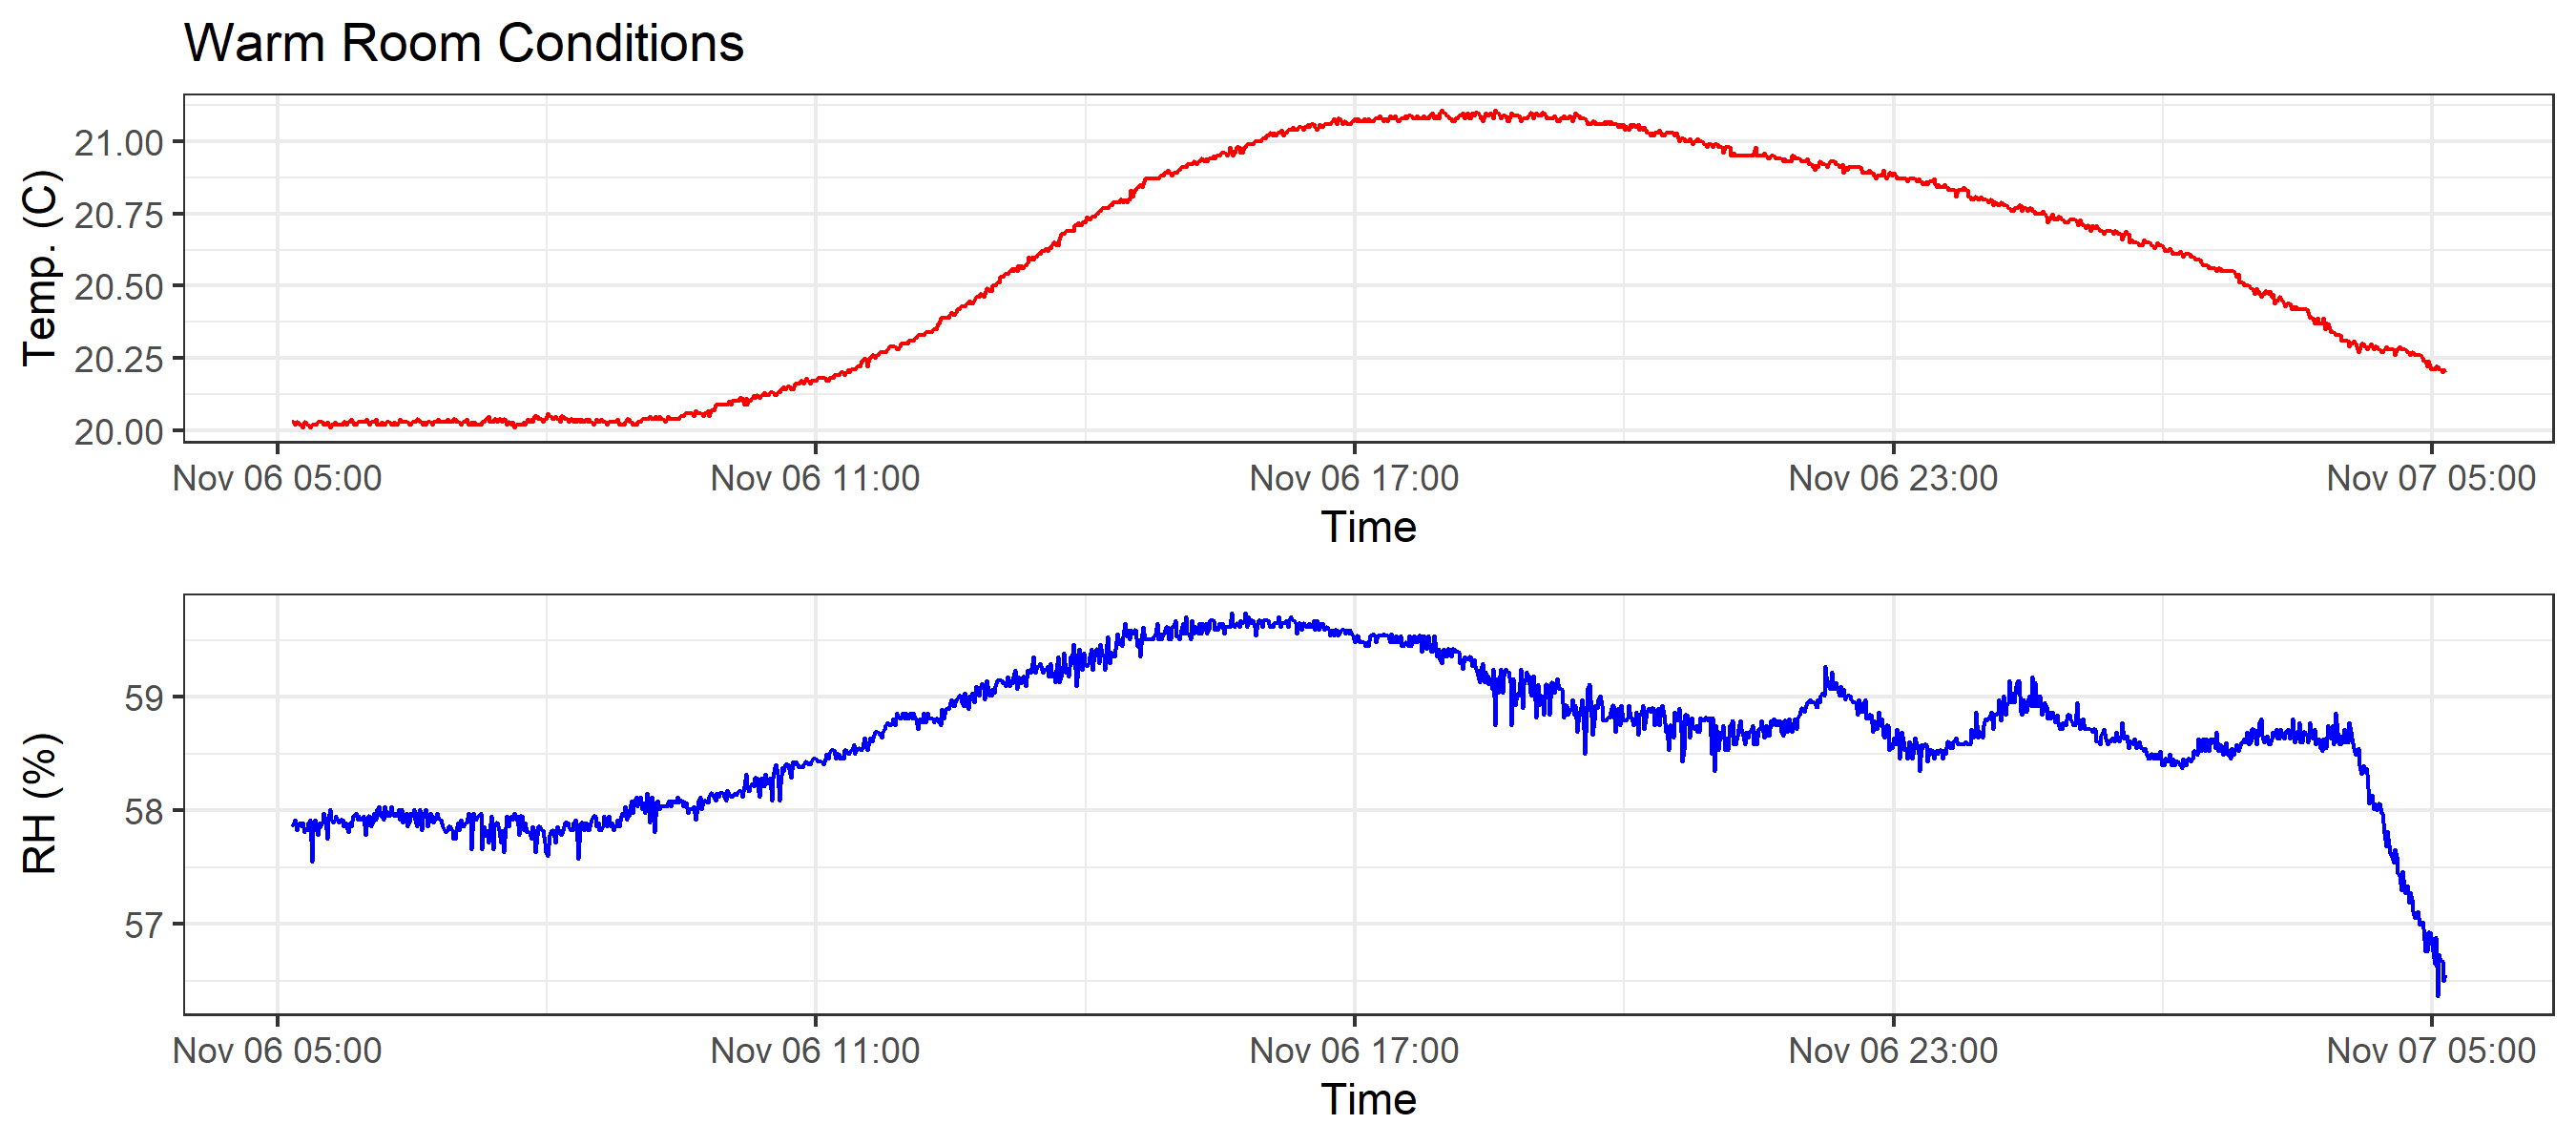 Warm Room Conditions
Temp. (C)
21.00
20.75
20.50
20.25
20.00
Nov 06 05:00 Nov 06 11:00 Nov 06 17:00 Nov 06 23:00 Nov 07 05:00
Time
RH (%)
59
58
57
Nov 06 05:00 Nov 06 11:00 Nov 06 17:00 Nov 06 23:00 Nov 07 05:00
Time